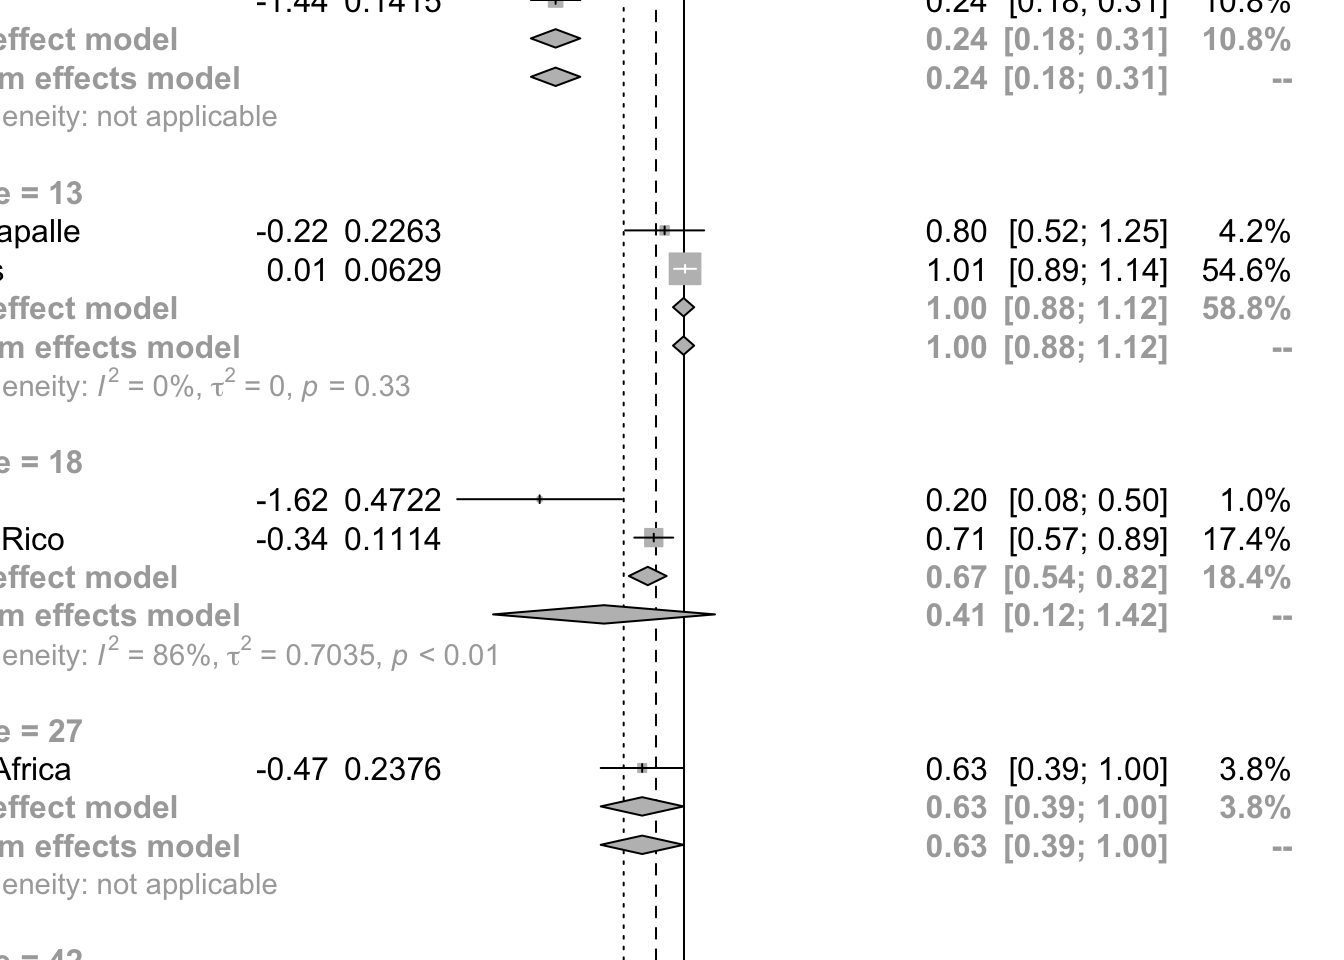 -1.44 0.1415 0.24 [0.18; 0.31] 10.8%
effect model 0.24 [0.18; 0.31] 10.8%
m effects model 0.24 [0.18; 0.31] --
eneity: not applicable
e = 13
apalle -0.22 0.2263 0.80 [0.52; 1.25] 4.2%
s 0.01 0.0629 1.01 [0.89; 1.14] 54.6%
effect model 1.00 [0.88; 1.12] 58.8%
m effects model 1.00 [0.88; 1.12] --
eneity: I² = 0%, τ² = 0, p = 0.33
e = 18
-1.62 0.4722 0.20 [0.08; 0.50] 1.0%
Rico -0.34 0.1114 0.71 [0.57; 0.89] 17.4%
effect model 0.67 [0.54; 0.82] 18.4%
m effects model 0.41 [0.12; 1.42] --
eneity: I² = 86%, τ² = 0.7035, p < 0.01
e = 27
Africa -0.47 0.2376 0.63 [0.39; 1.00] 3.8%
effect model 0.63 [0.39; 1.00] 3.8%
m effects model 0.63 [0.39; 1.00] --
eneity: not applicable
e = 42